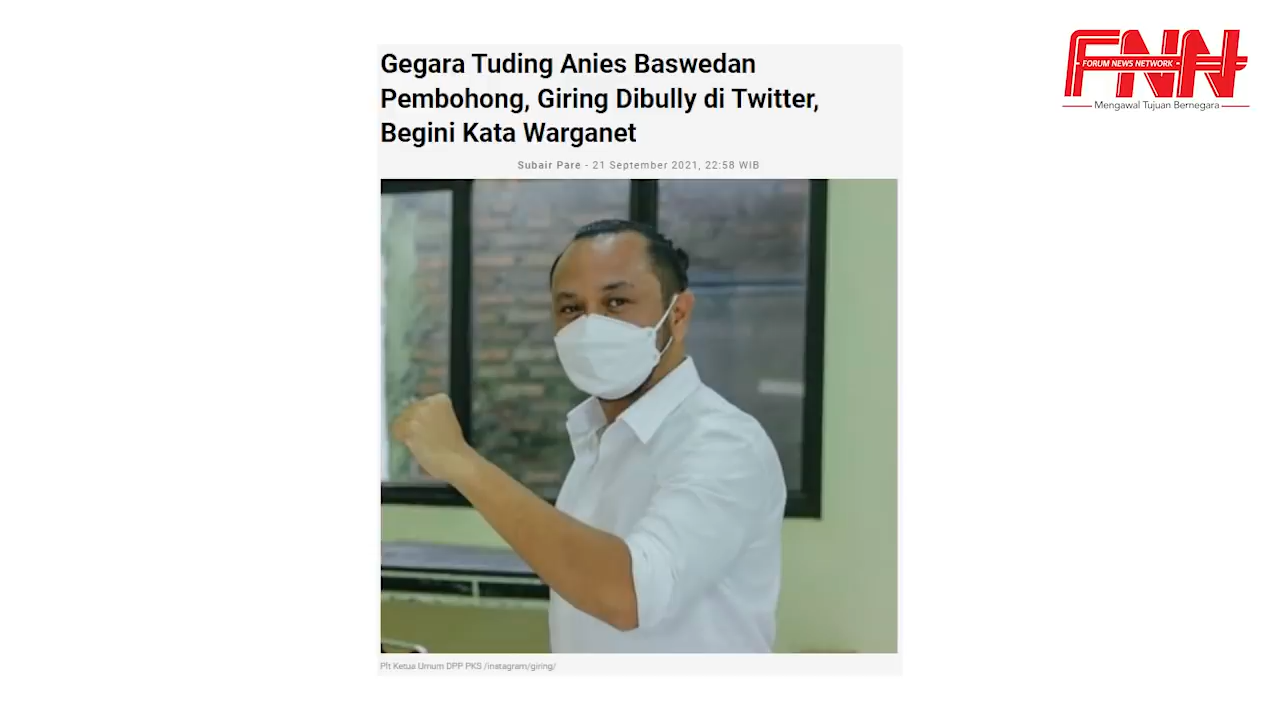 Gegara Tuding Anies Baswedan
Pembohong, Giring Dibully di Twitter,
Begini Kata Warganet
Subair Pare - 21 September 2021, 22:58 WIB
Plt Ketua Umum DPP PKS /instagram/giring/
FNN
FORUM NEWS NETWORK
Mengawal Tujuan Bernegara